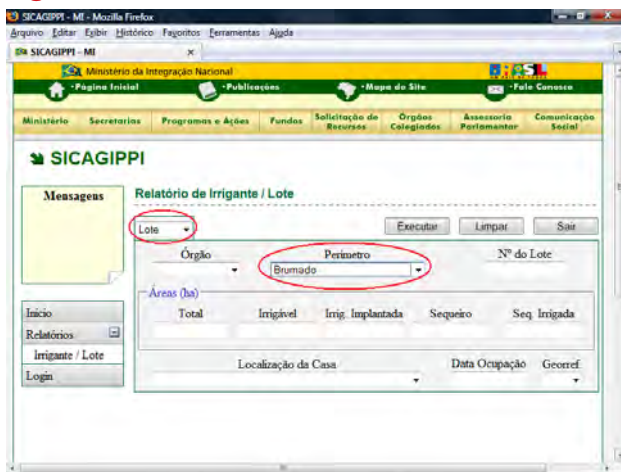 SICAGIPPI - MI - Mozilla Firefox
Arquivo Editar Exibir Histórico Favoritos Ferramentas Ajuda
SICAGIPPI - MI ×
Ministério da Integração Nacional
BRASIL
Página Inicial Publicações Mapa do Site Fale Conosco
Ministério Secretarias Programas e Ações Fundos Solicitação de Recursos Órgãos Colegiados Assessoria Parlamentar Comunicação Social
SICAGIPPI
Mensagens
Relatório de Irrigante / Lote
Lote Executar Limpar Sair
Órgão Perímetro Nº do Lote
Brumado
Áreas (ha)
Total Irrigável Irrig. Implantada Sequeiro Seq. Irrigada
Localização da Casa Data Ocupação Georref
Início
Relatórios
Irrigante / Lote
Login